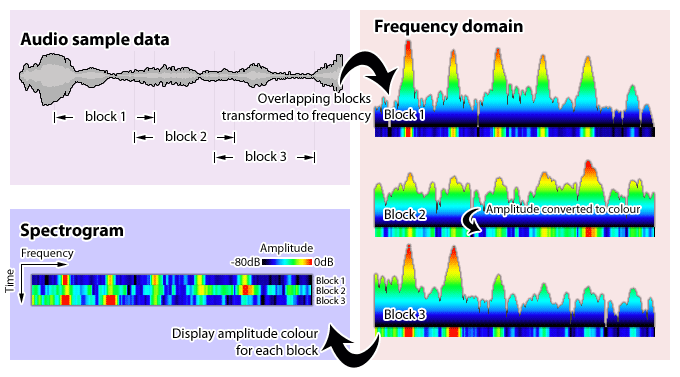 Audio sample data
block 1
block 2
block 3
Overlapping blocks
transformed to frequency
Frequency domain
Block 1
Block 2
Amplitude converted to colour
Block 3
Spectrogram
Frequency
Time
Amplitude
-80dB
0dB
Block 1
Block 2
Block 3
Display amplitude colour
for each block